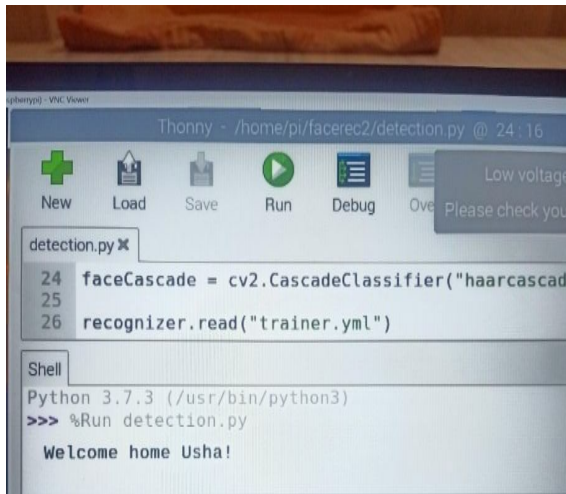 pberrypi) - VNC Viewer
Thonny - /home/pi/facerec2/detection.py @ 24:16
New Load Save Run Debug Ove
Low voltage
Please check you
detection.py
24 faceCascade = cv2.CascadeClassifier("haarcascad
25
26 recognizer.read("trainer.yml")
Shell
Python 3.7.3 (/usr/bin/python3)
>>> %Run detection.py
Welcome home Usha!